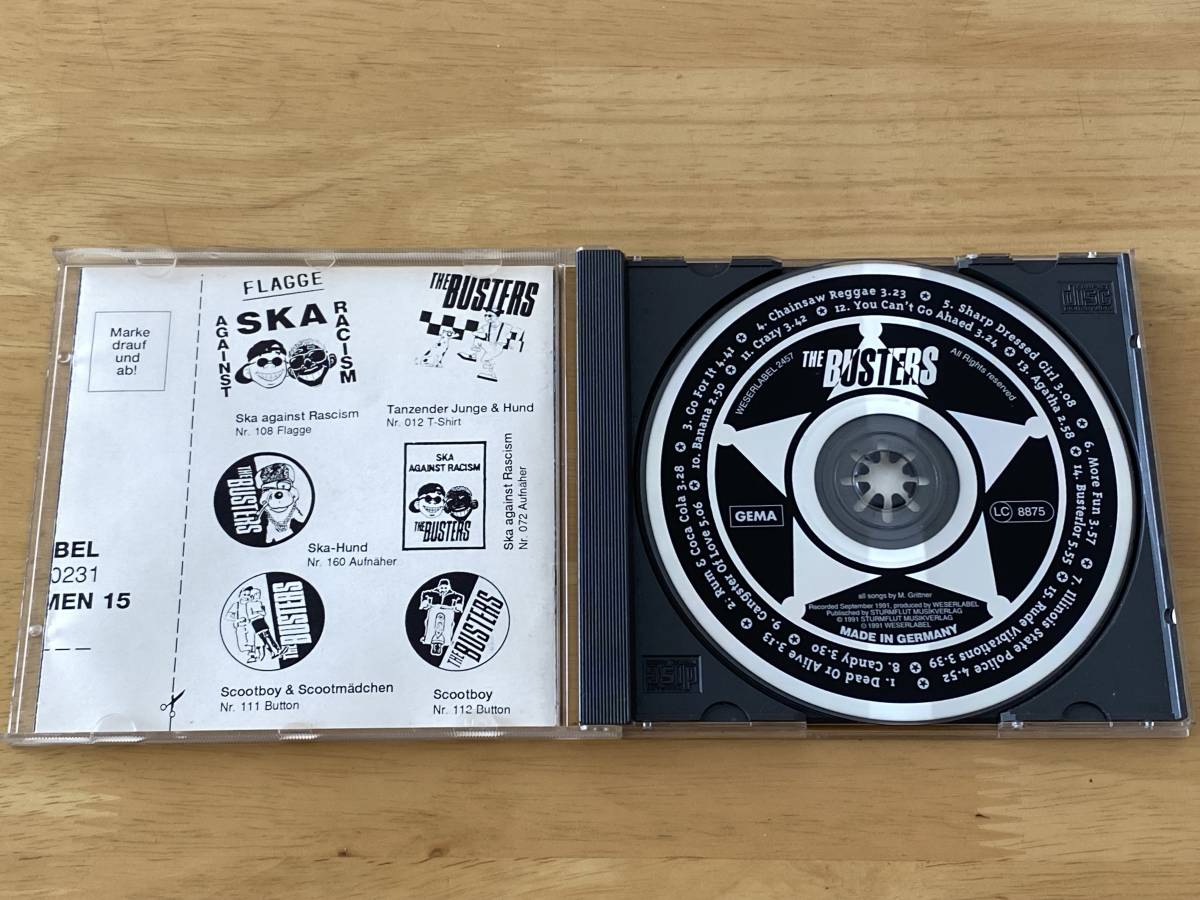 Marke
drauf
und
ab!
BEL
0231
MEN 15
FLAGGE
AGAINST
SKA
RACISM
Ska against Rascism
Nr. 108 Flagge
THE BUSTERS
Tanzender Junge & Hund
Nr. 012 T-Shirt
THE BUSTERS
Ska-Hund
Nr. 160 Aufnäher
SKA
AGAINST RACISM
THE BUSTERS
Ska against Rascism
Nr. 072 Aufnäher
THE BUSTERS
Scootboy & Scootmädchen
Nr. 111 Button
THE BUSTERS
Scootboy
Nr. 112 Button
1. Dead Or Alive 3.13 ✪ 2. Rum & Coca Cola 3.28 ✪ 3. Go For It 4.41 ✪ 4. Chainsaw Reggae 3.23 ✪ 5. Sharp Dressed Girl 3.08 ✪ 6. More Fun 3.57 ✪ 7. Illinois State Police 4.52 ✪
8. Candy 3.30 ✪ 9. Gangster Of Love 5.06 ✪ 10. Banana 2.50 ✪ 11. Crazy 3.42 ✪ 12. You Can't Go Ahaed 3.24 ✪ 13. Agatha 2.58 ✪ 14. Busterlor 5.55 ✪ 15. Rude Vibrations 3.39 ✪
WESERLABEL 2457
THE BUSTERS
All Rights reserved
GEMA
LC 8875
all songs by M. Grittner
Recorded September 1991, produced by WESERLABEL
Publisched by STURMFLUT MUSIKVERLAG
© 1991 STURMFLUT MUSIKVERLAG
℗ 1991 WESERLABEL
MADE IN GERMANY
disc
disc